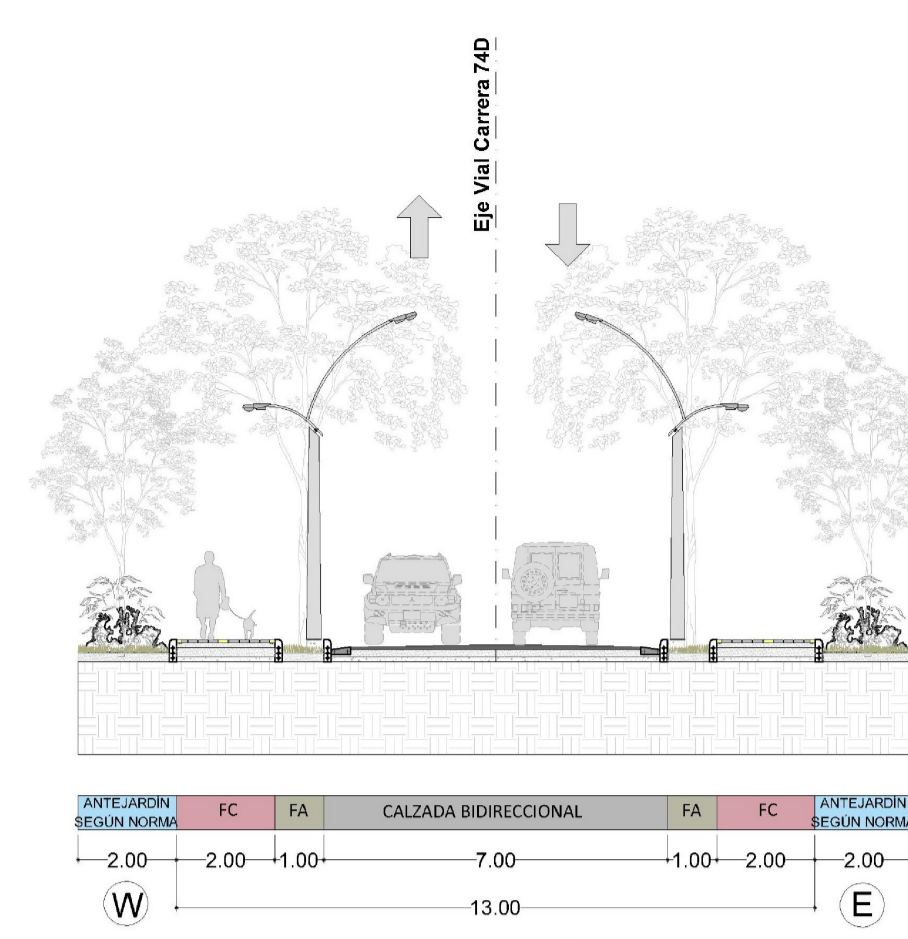 Eje Vial Carrera 74D
ANTEJARDÍN
SEGÚN NORMA
FC
FA
CALZADA BIDIRECCIONAL
FA
FC
ANTEJARDÍN
SEGÚN NORMA
2.00 2.00 1.00 7.00 1.00 2.00 2.00
W 13.00 E